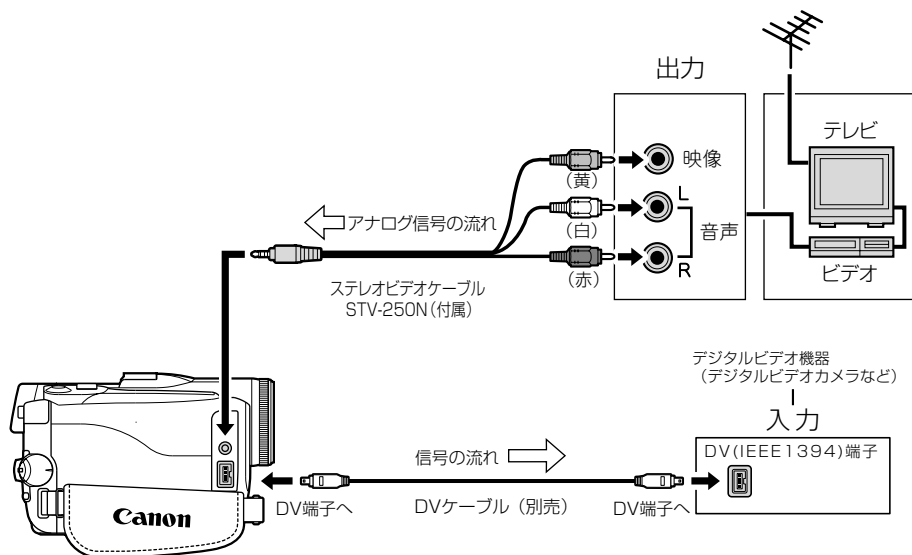 出力
テレビ
映像
(黄)
L
アナログ信号の流れ
(白)
音声
R
(赤)
ビデオ
ステレオビデオケーブル
STV-250N(付属)
デジタルビデオ機器
(デジタルビデオカメラなど)
入力
DV(IEEE1394)端子
信号の流れ
DV端子へ
DVケーブル(別売)
DV端子へ
Canon